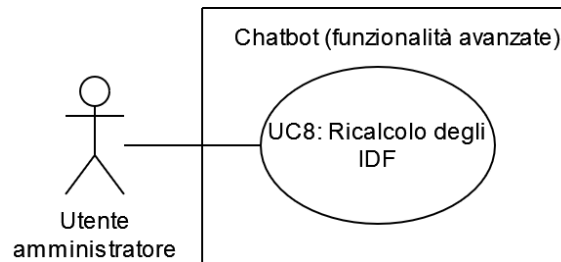 Chatbot (funzionalità avanzate)
UC8: Ricalcolo degli
IDF
Utente
amministratore